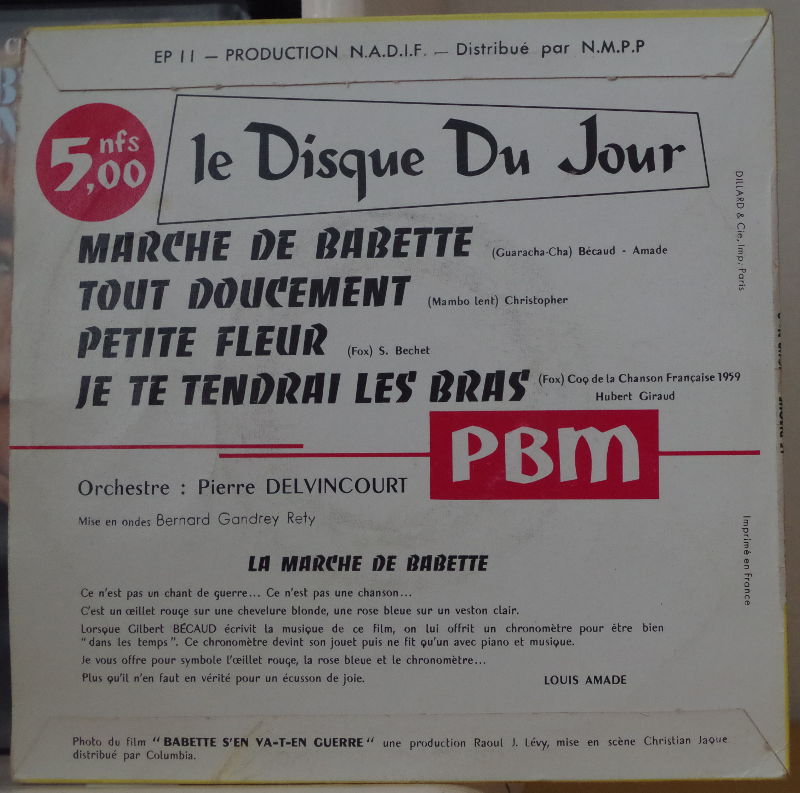 EP 11 — PRODUCTION N.A.D.I.F. — Distribué par N.M.P.P
5,00 nfs
le Disque Du Jour
MARCHE DE BABETTE (Guaracha-Cha) Bécaud - Amade
TOUT DOUCEMENT (Mambo lent) Christopher
PETITE FLEUR (Fox) S. Bechet
JE TE TENDRAI LES BRAS (Fox) Coq de la Chanson Française 1959
Hubert Giraud
PBM
Orchestre : Pierre DELVINCOURT
Mise en ondes Bernard Gandrey Rety
LA MARCHE DE BABETTE
Ce n'est pas un chant de guerre... Ce n'est pas une chanson...
C'est un œillet rouge sur une chevelure blonde, une rose bleue sur un veston clair.
Lorsque Gilbert BÉCAUD écrivit la musique de ce film, on lui offrit un chronomètre pour être bien
"dans les temps". Ce chronomètre devint son jouet puis ne fit qu'un avec piano et musique.
Je vous offre pour symbole l'œillet rouge, la rose bleue et le chronomètre...
Plus qu'il n'en faut en vérité pour un écusson de joie.
LOUIS AMADE
Photo du film "BABETTE S'EN VA-T-EN GUERRE" une production Raoul J. Lévy, mise en scène Christian Jaque
distribué par Columbia.
DILLARD & Cie, Imp. Paris
Imprimé en France